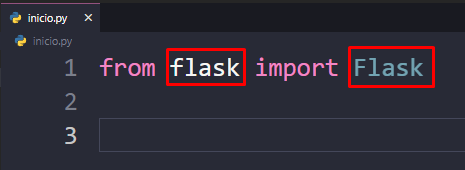 inicio.py
inicio.py
1 from flask import Flask
2
3